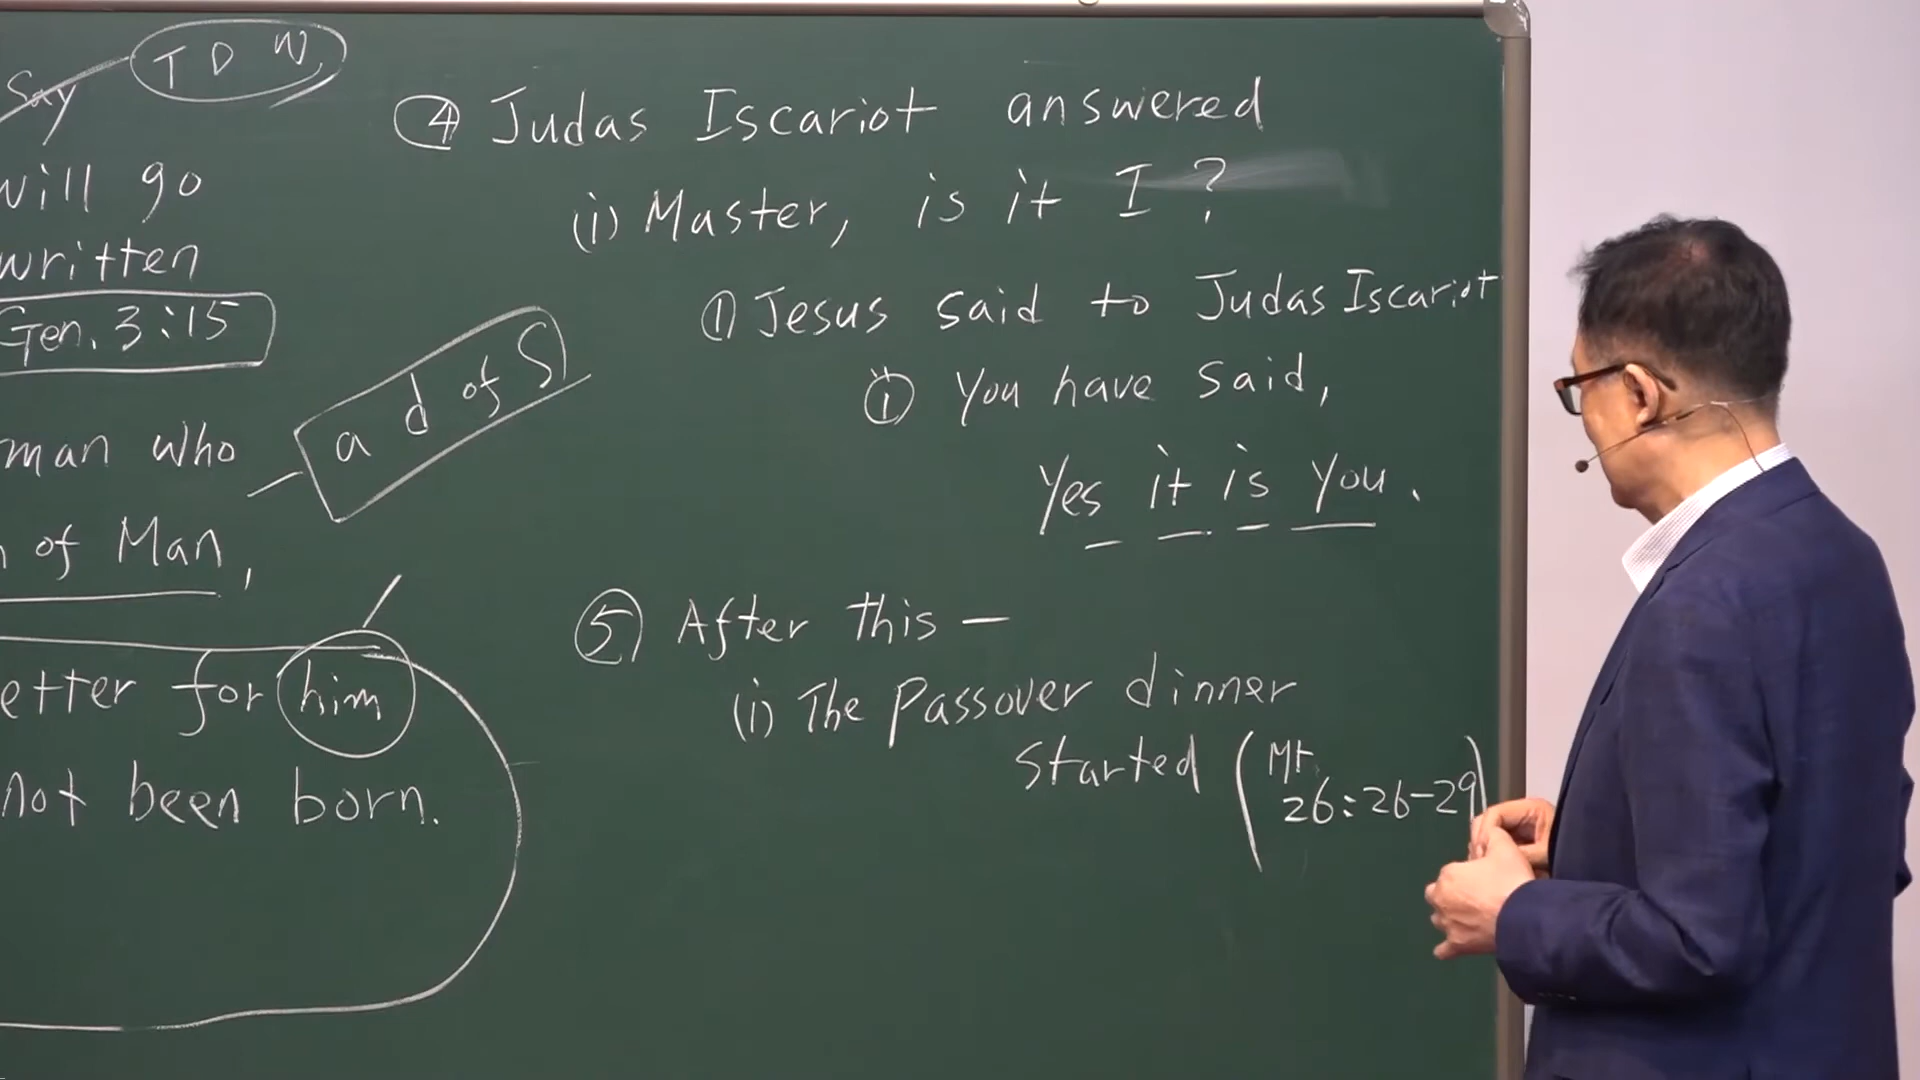 Say T D W
will go
written
Gen. 3:15
man who
a d of S
of Man,
etter for him
not been born.
④ Judas Iscariot answered
(i) Master, is it I?
① Jesus said to Judas Iscariot
ⓘ You have said,
Yes it is you.
⑤ After this —
(i) The Passover dinner
started (Mt.
26:26-29)